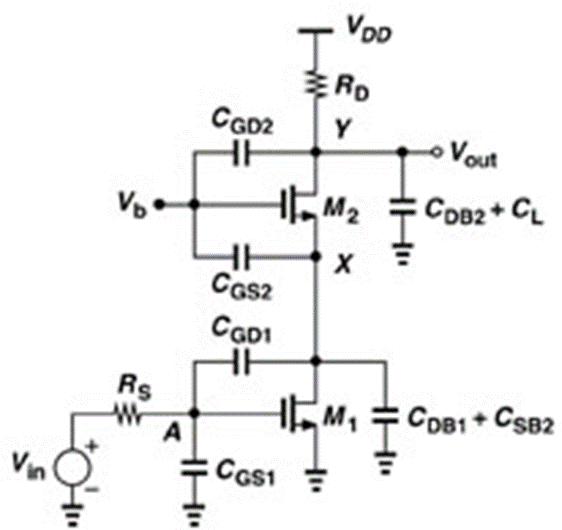 V_DD
R_D
C_GD2
Y
V_out
V_b
M_2
C_DB2 + C_L
X
C_GS2
C_GD1
R_S
A
M_1
C_DB1 + C_SB2
V_in
+
−
C_GS1